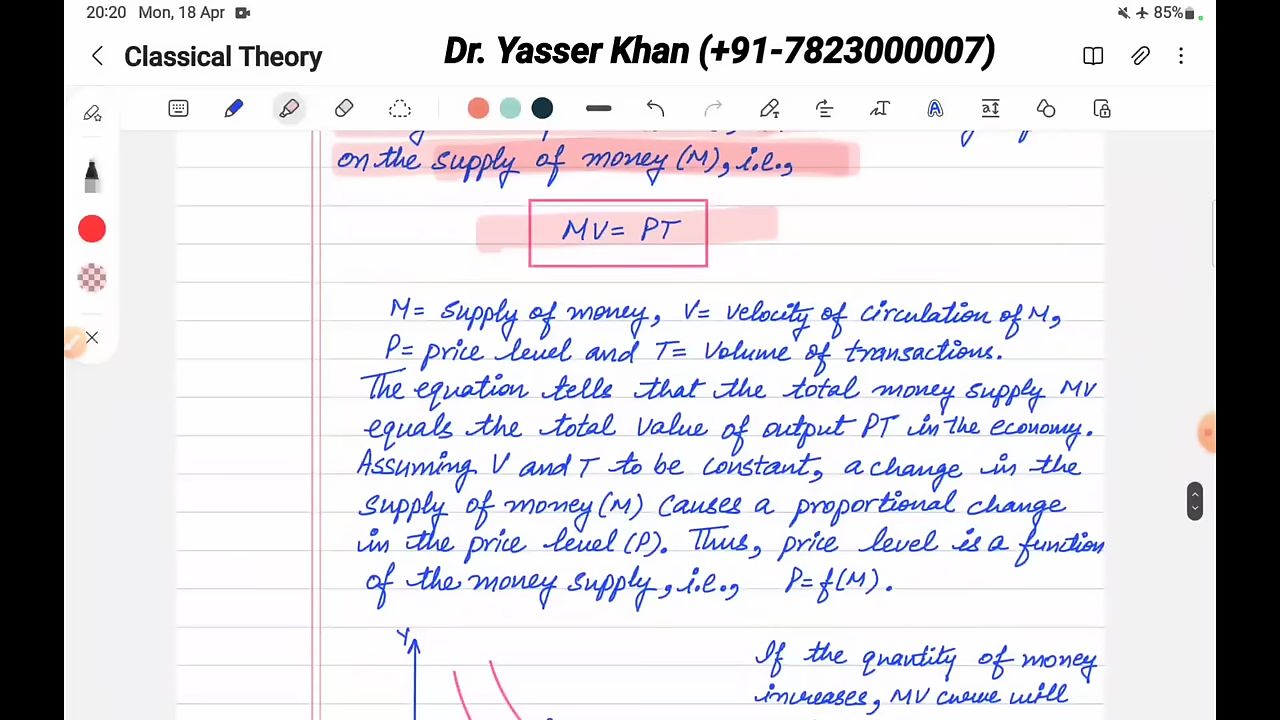 20:20 Mon, 18 Apr
85%
Classical Theory
Dr. Yasser Khan (+91-7823000007)
on the supply of money (M), i.e.,
MV = PT
M = supply of money, V = velocity of circulation of M,
P = price level and T = Volume of transactions.
The equation tells that the total money supply MV
equals the total value of output PT in the economy.
Assuming V and T to be constant, a change in the
supply of money (M) causes a proportional change
in the price level (P). Thus, price level is a function
of the money supply, i.e., P = f(M).
Y
If the quantity of money
increases, MV curve will